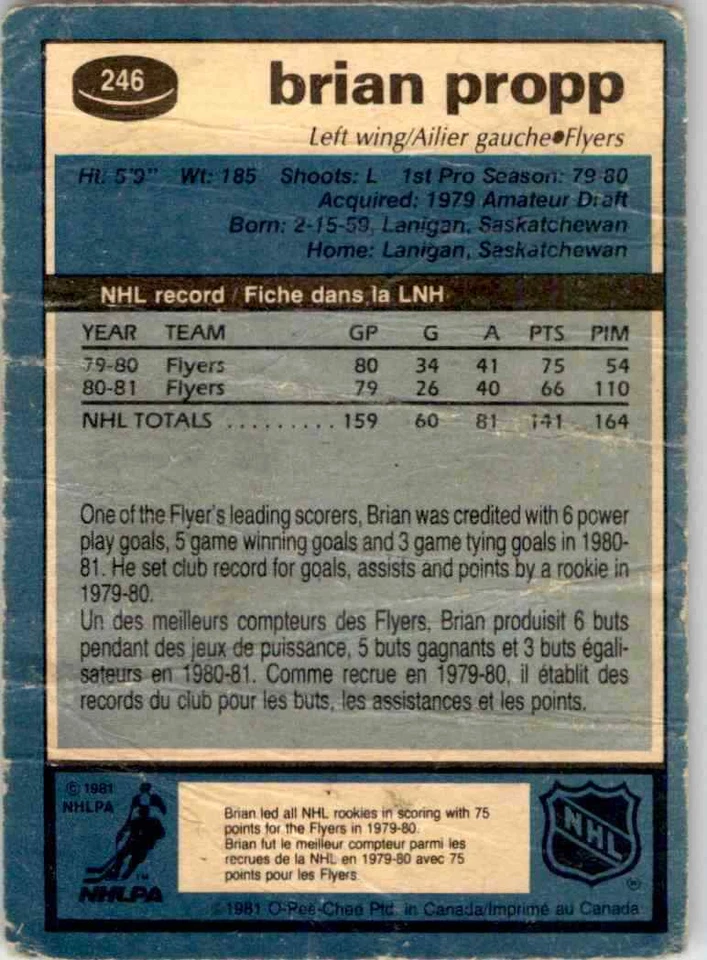 246
brian propp
Left wing/Ailier gauche•Flyers
Ht: 5'9" Wt: 185 Shoots: L 1st Pro Season: 79-80
Acquired: 1979 Amateur Draft
Born: 2-15-59, Lanigan, Saskatchewan
Home: Lanigan, Saskatchewan
NHL record / Fiche dans la LNH
YEAR TEAM GP G A PTS PIM
79-80 Flyers 80 34 41 75 54
80-81 Flyers 79 26 40 66 110
NHL TOTALS .......... 159 60 81 141 164
One of the Flyer's leading scorers, Brian was credited with 6 power
play goals, 5 game winning goals and 3 game tying goals in 1980-
81. He set club record for goals, assists and points by a rookie in
1979-80.
Un des meilleurs compteurs des Flyers, Brian produisit 6 buts
pendant des jeux de puissance, 5 buts gagnants et 3 buts égali-
sateurs en 1980-81. Comme recrue en 1979-80, il établit des
records du club pour les buts, les assistances et les points.
© 1981
NHLPA
NHLPA
TM
Brian led all NHL rookies in scoring with 75
points for the Flyers in 1979-80.
Brian fut le meilleur compteur parmi les
recrues de la NHL en 1979-80 avec 75
points pour les Flyers.
NHL
®
© 1981 O-Pee-Chee Ptd. in Canada/Imprimé au Canada